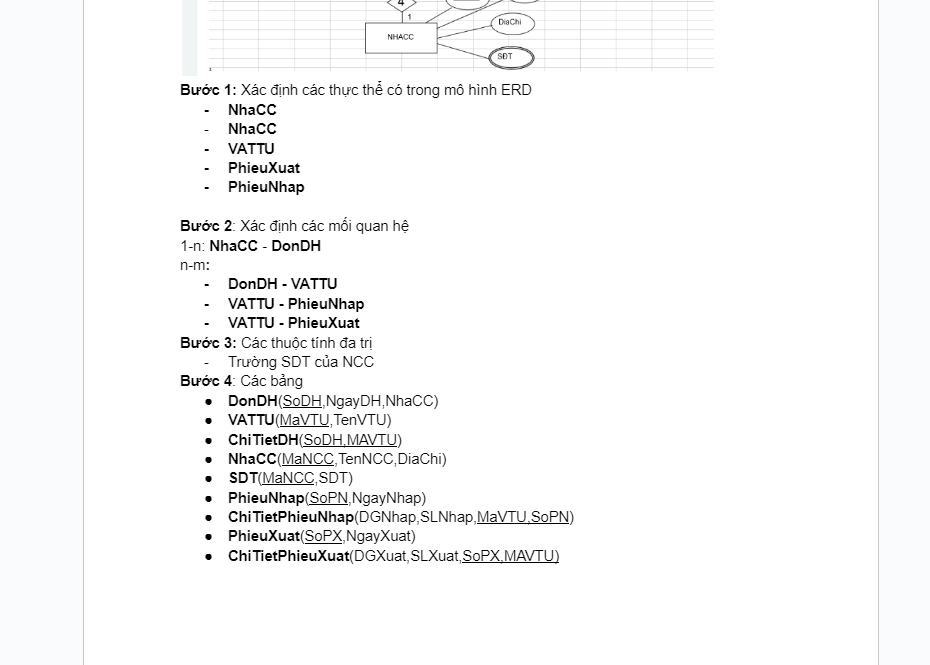 4
1
NHACC
DiaChi
SĐT
Bước 1: Xác định các thực thể có trong mô hình ERD
- NhaCC
- NhaCC
- VATTU
- PhieuXuat
- PhieuNhap
Bước 2: Xác định các mối quan hệ
1-n: NhaCC - DonDH
n-m:
- DonDH - VATTU
- VATTU - PhieuNhap
- VATTU - PhieuXuat
Bước 3: Các thuộc tính đa trị
- Trường SDT của NCC
Bước 4: Các bảng
● DonDH(SoDH,NgayDH,NhaCC)
● VATTU(MaVTU,TenVTU)
● ChiTietDH(SoDH,MAVTU)
● NhaCC(MaNCC,TenNCC,DiaChi)
● SDT(MaNCC,SDT)
● PhieuNhap(SoPN,NgayNhap)
● ChiTietPhieuNhap(DGNhap,SLNhap,MaVTU,SoPN)
● PhieuXuat(SoPX,NgayXuat)
● ChiTietPhieuXuat(DGXuat,SLXuat,SoPX,MAVTU)